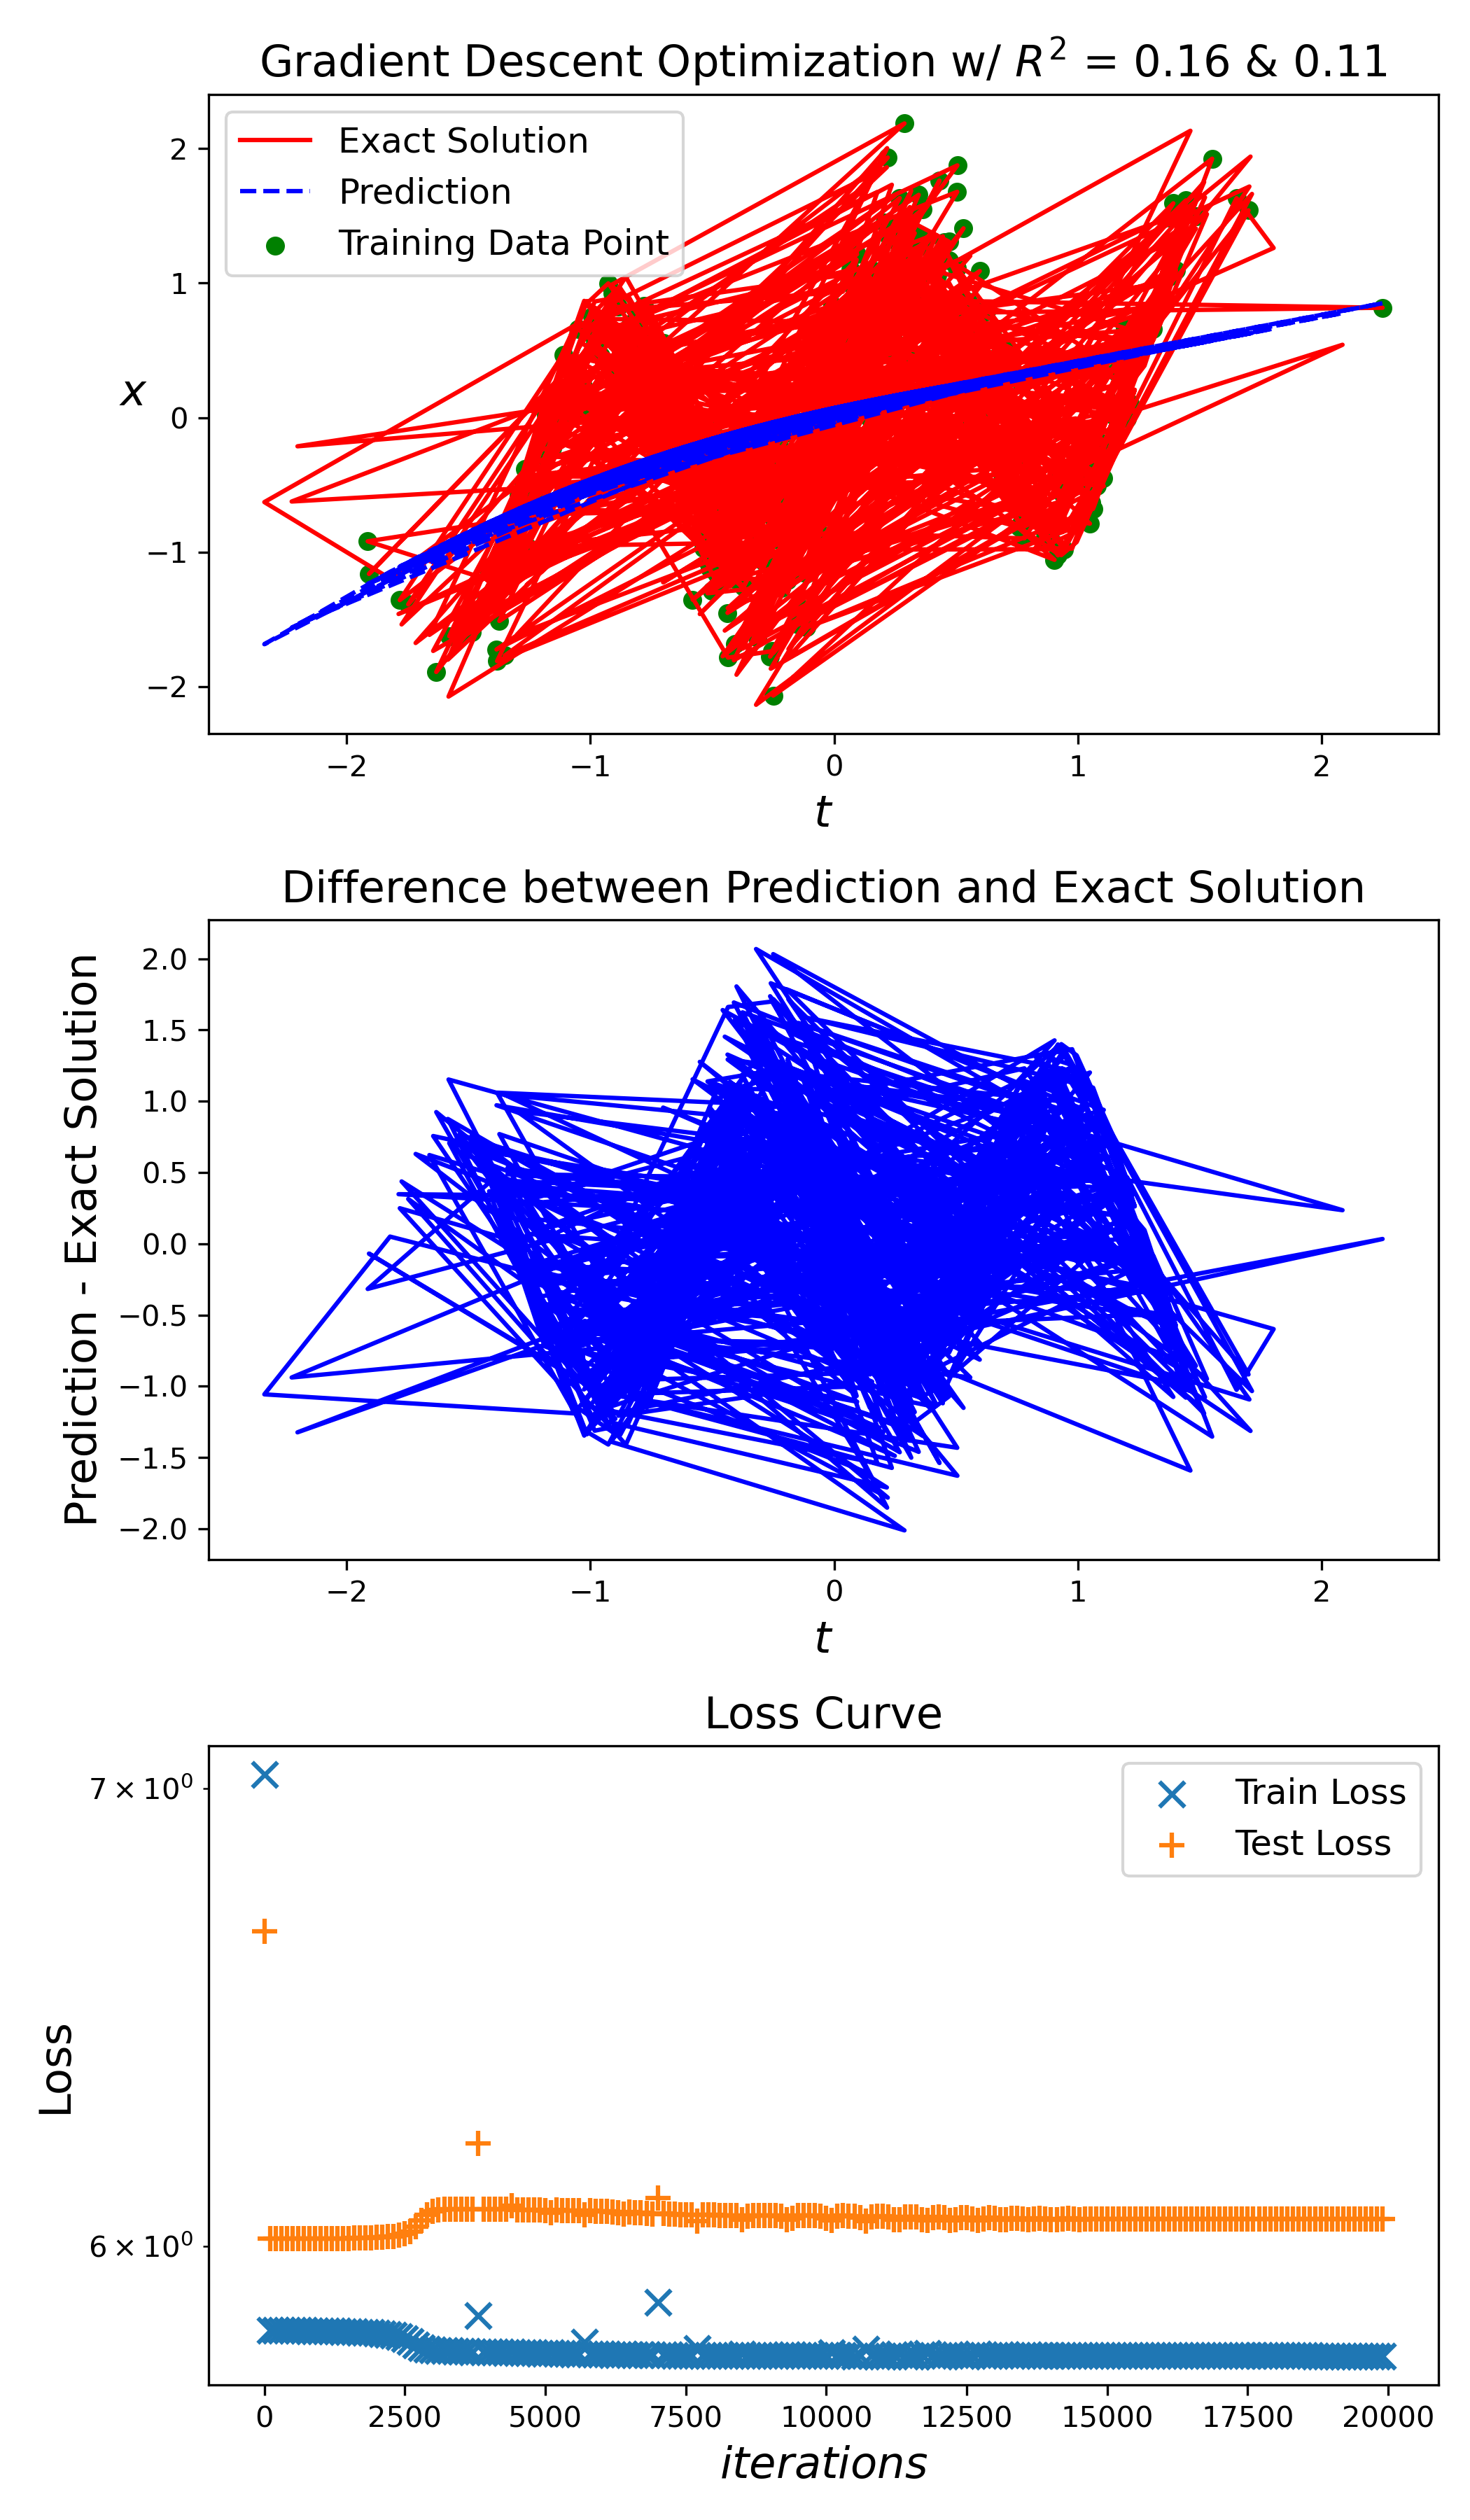 Gradient Descent Optimization w/ R² = 0.16 & 0.11
Exact Solution
Prediction
Training Data Point
2
1
0
−1
−2
x
−2 −1 0 1 2
t
Difference between Prediction and Exact Solution
2.0
1.5
1.0
0.5
0.0
−0.5
−1.0
−1.5
−2.0
Prediction - Exact Solution
−2 −1 0 1 2
t
Loss Curve
Train Loss
Test Loss
7 × 10⁰
6 × 10⁰
Loss
0 2500 5000 7500 10000 12500 15000 17500 20000
iterations